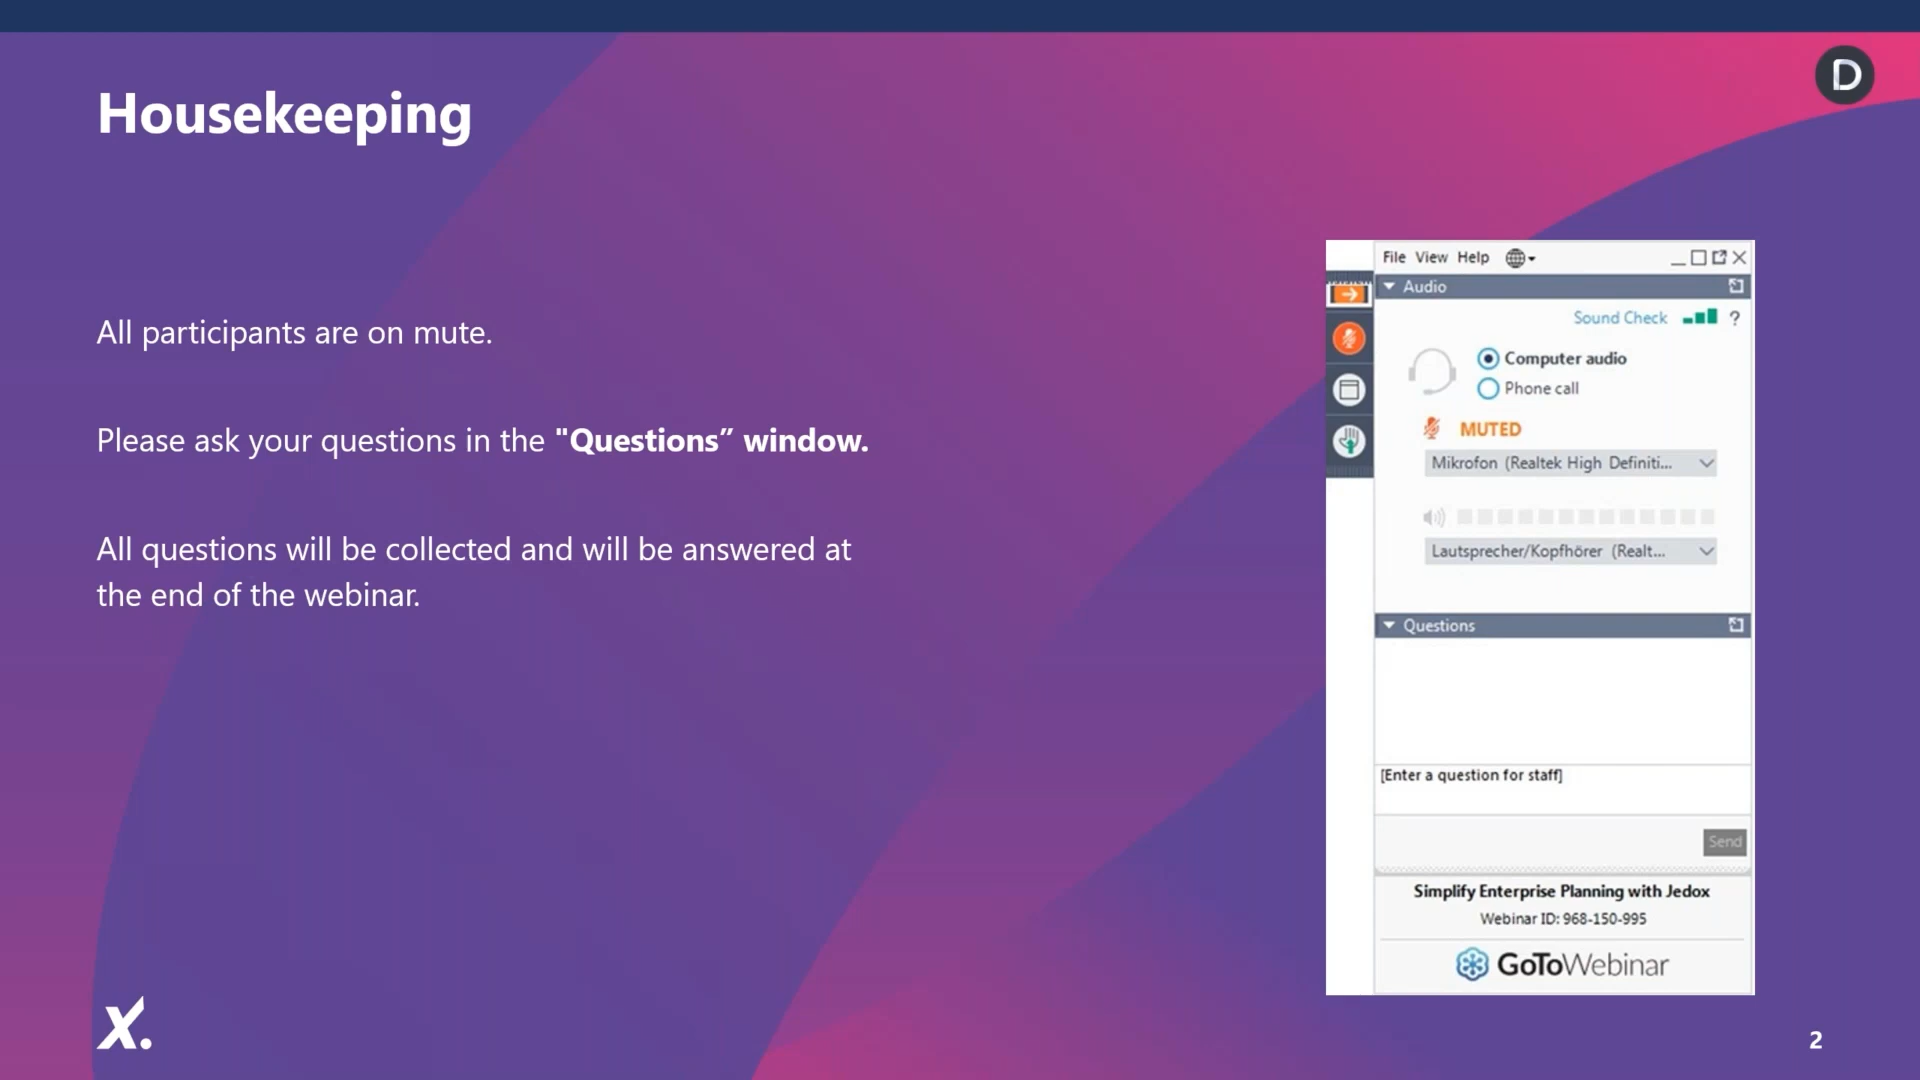 D
Housekeeping
All participants are on mute.
Please ask your questions in the "Questions” window.
All questions will be collected and will be answered at
the end of the webinar.
File View Help
Audio
Sound Check ?
Computer audio
Phone call
MUTED
Mikrofon (Realtek High Definiti...
Lautsprecher/Kopfhörer (Realt...
Questions
[Enter a question for staff]
Send
Simplify Enterprise Planning with Jedox
Webinar ID: 968-150-995
GoToWebinar
x.
2